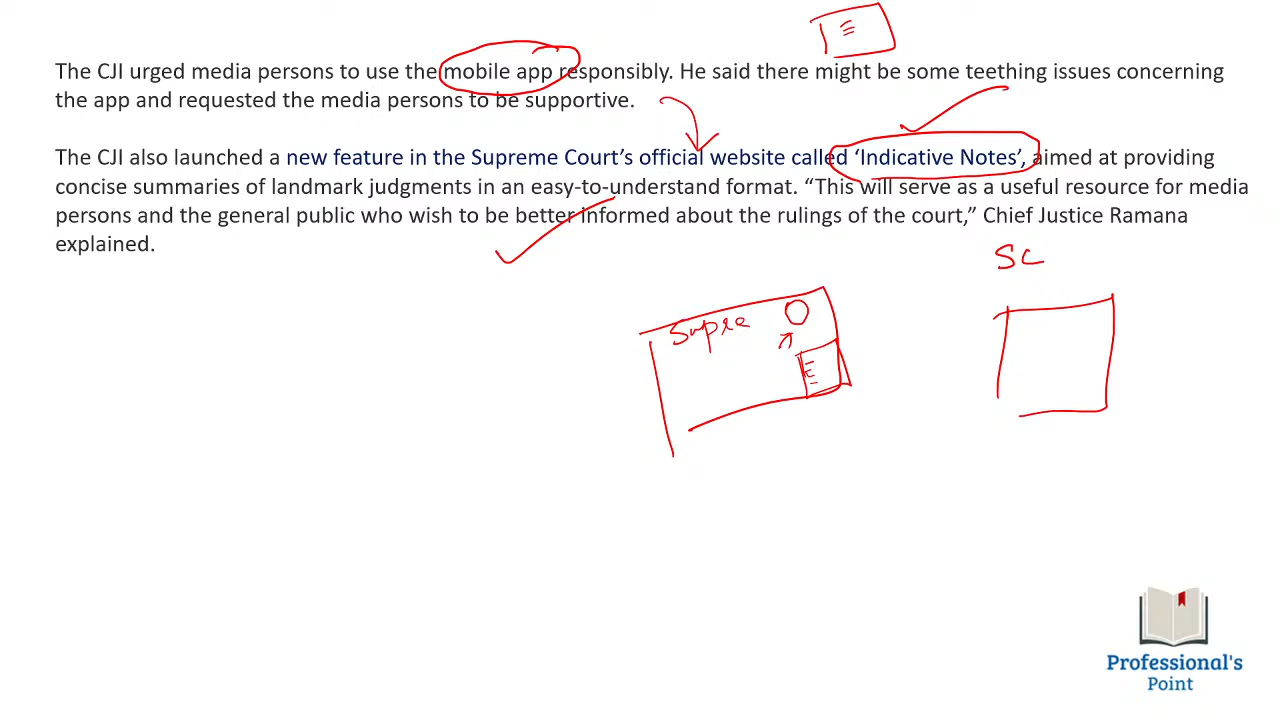 The CJI urged media persons to use the mobile app responsibly. He said there might be some teething issues concerning
the app and requested the media persons to be supportive.
The CJI also launched a new feature in the Supreme Court’s official website called ‘Indicative Notes’, aimed at providing
concise summaries of landmark judgments in an easy-to-understand format. “This will serve as a useful resource for media
persons and the general public who wish to be better informed about the rulings of the court,” Chief Justice Ramana
explained.
SC
Supre
Professional's
Point